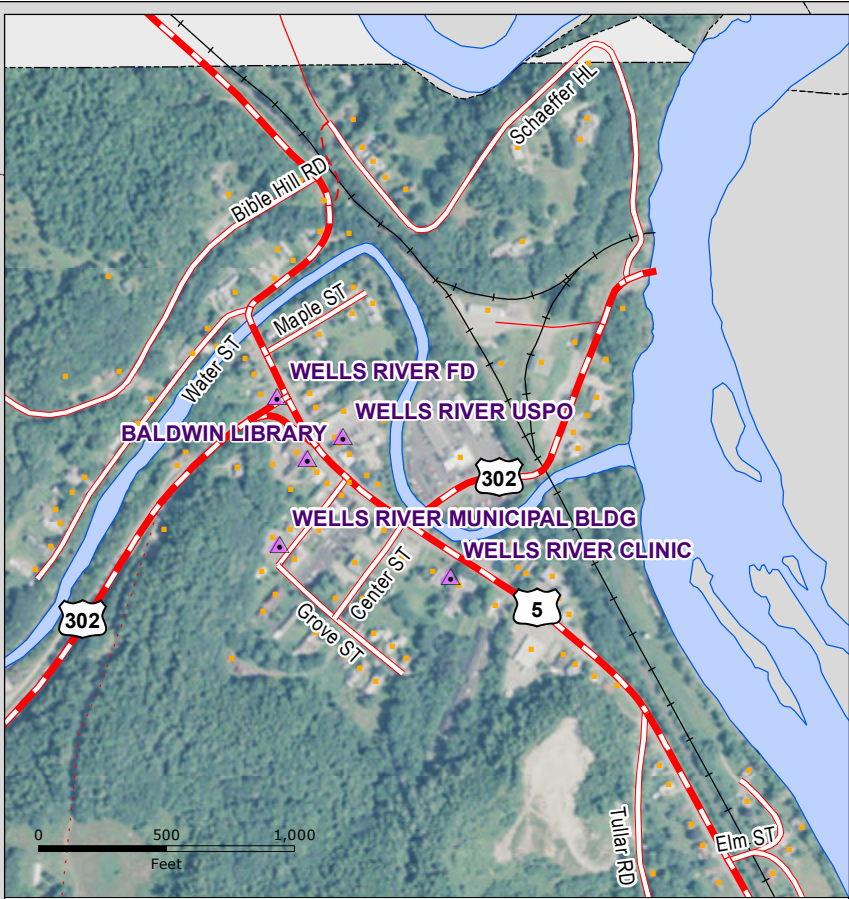 Schaeffer HL
Bible Hill RD
Maple ST
Water ST
WELLS RIVER FD
WELLS RIVER USPO
BALDWIN LIBRARY
302
WELLS RIVER MUNICIPAL BLDG
WELLS RIVER CLINIC
Center ST
302
5
Grove ST
0 500 1,000
Feet
Tullar RD
Elm ST